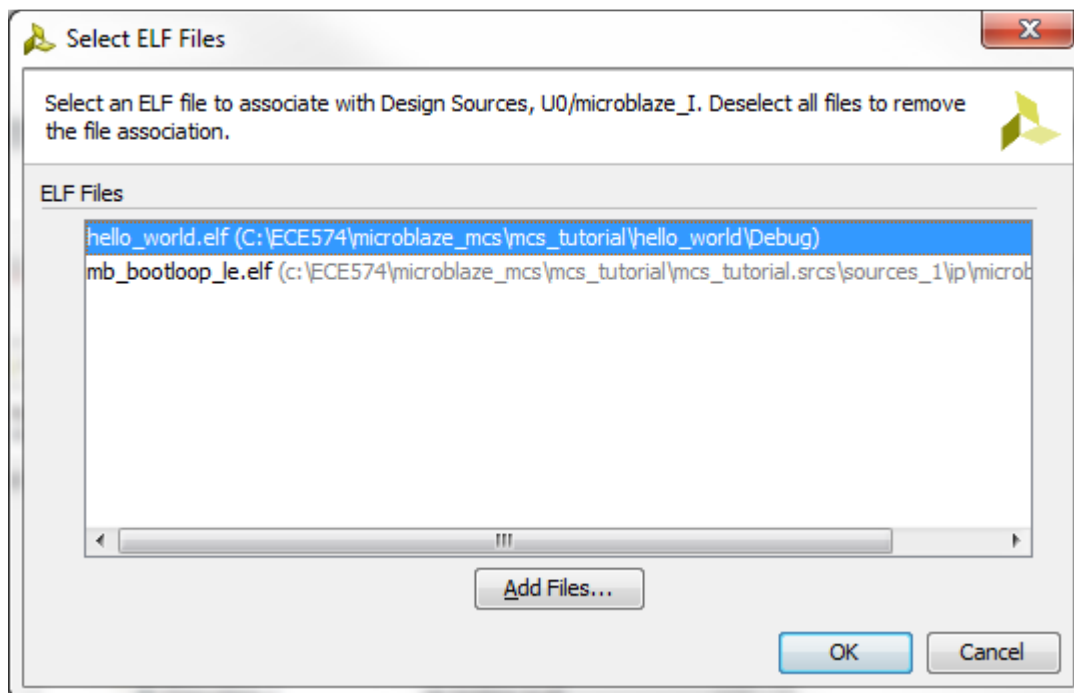 Select ELF Files
Select an ELF file to associate with Design Sources, U0/microblaze_I. Deselect all files to remove
the file association.
ELF Files
hello_world.elf (C:\ECE574\microblaze_mcs\mcs_tutorial\hello_world\Debug)
mb_bootloop_le.elf (c:\ECE574\microblaze_mcs\mcs_tutorial\mcs_tutorial.srcs\sources_1\ip\microb
Add Files...
OK Cancel